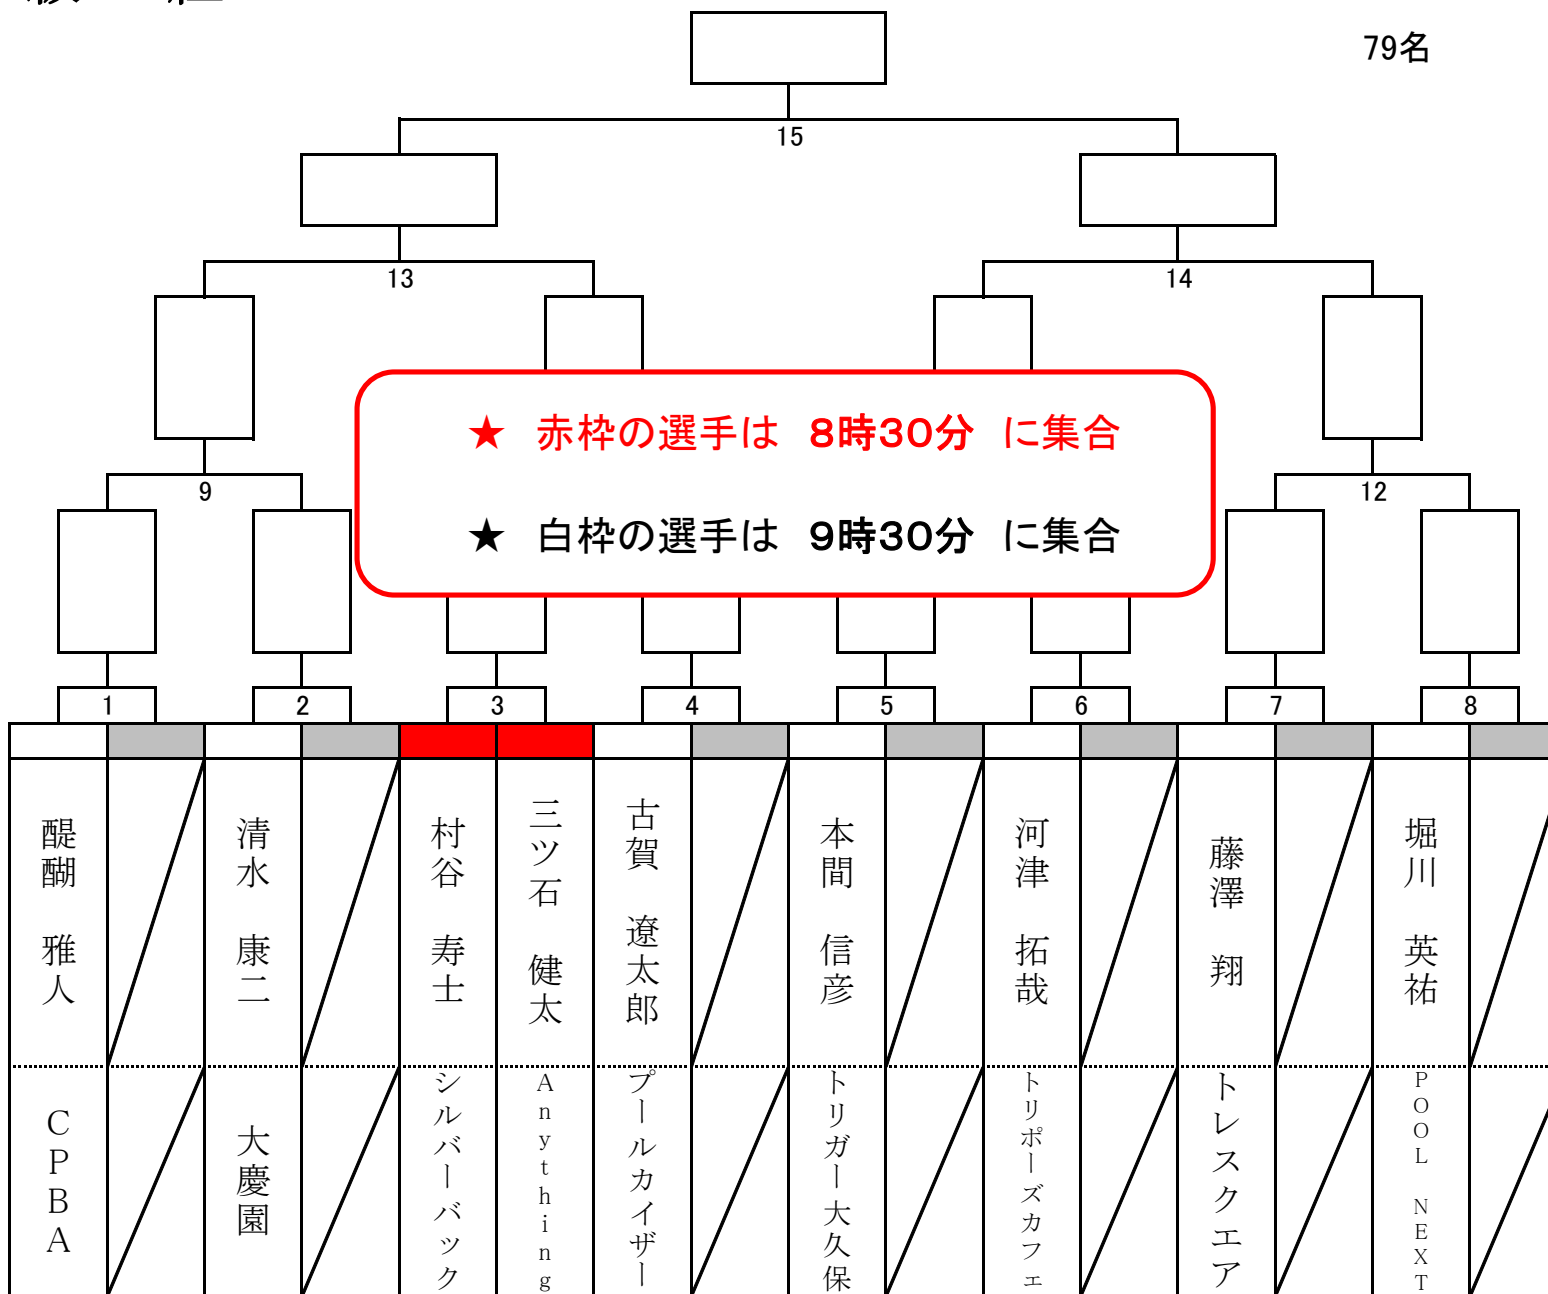 79名
15
13
14
★ 赤枠の選手は 8時30分 に集合
9
12
★ 白枠の選手は 9時30分 に集合
1
2
3
4
5
6
7
8
醍醐 雅人
清水 康二
村谷 寿士
三ツ石 健太
古賀 遼太郎
本間 信彦
河津 拓哉
藤澤 翔
堀川 英祐
CPBA
大慶園
シルバーバック
Anything
プールカイザー
トリガー大久保
トリポーズカフェ
トレスクエア
POOL NEXT